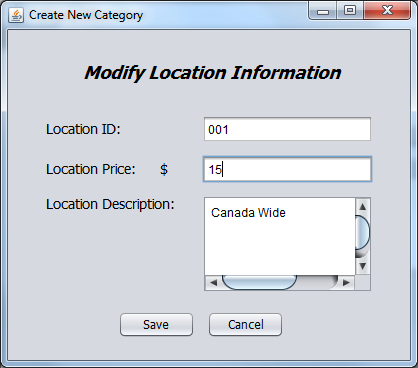 Create New Category
Modify Location Information
Location ID: 001
Location Price: $ 15
Location Description: Canada Wide
Save Cancel